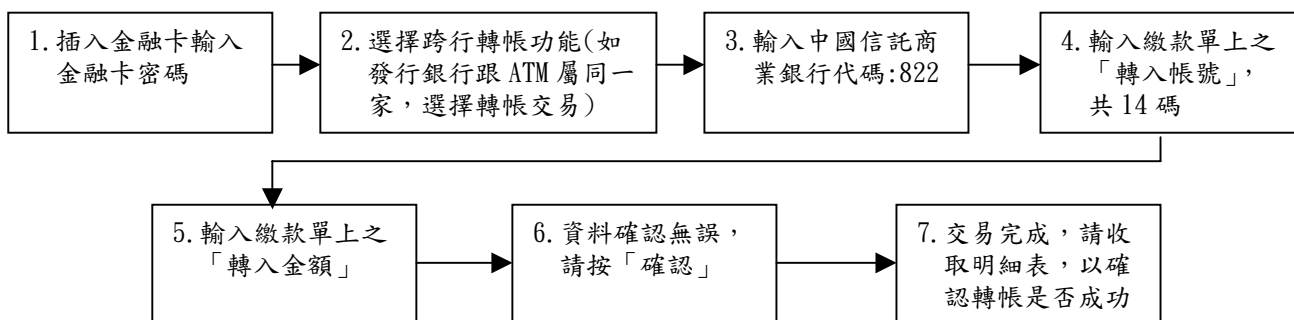 1.插入金融卡輸入
金融卡密碼
2.選擇跨行轉帳功能(如
發行銀行跟 ATM 屬同一
家，選擇轉帳交易)
3.輸入中國信託商
業銀行代碼:822
4.輸入繳款單上之
「轉入帳號」，
共 14 碼
5.輸入繳款單上之
「轉入金額」
6.資料確認無誤，
請按「確認」
7.交易完成，請收
取明細表，以確
認轉帳是否成功